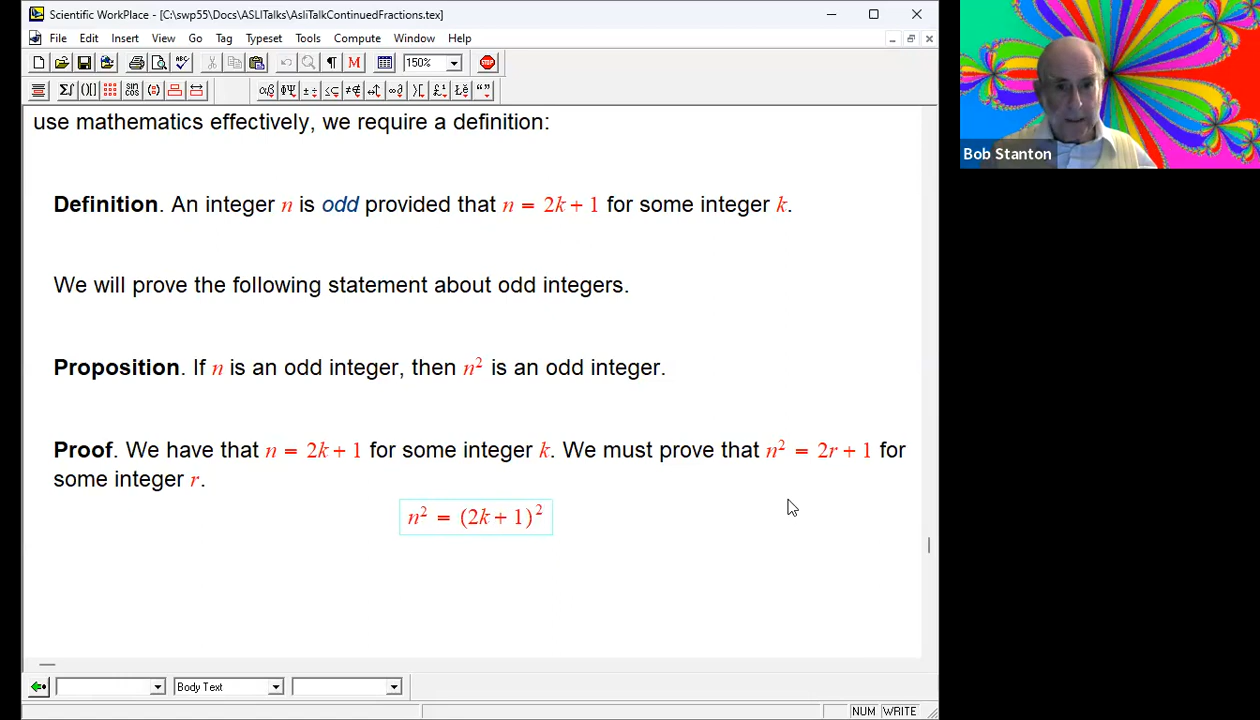 Scientific WorkPlace - [C:\swp55\Docs\ASLITalks\AsliTalkContinuedFractions.tex]
File Edit Insert View Go Tag Typeset Tools Compute Window Help
150%
use mathematics effectively, we require a definition:
Definition. An integer n is odd provided that n = 2k + 1 for some integer k.
We will prove the following statement about odd integers.
Proposition. If n is an odd integer, then n² is an odd integer.
Proof. We have that n = 2k + 1 for some integer k. We must prove that n² = 2r + 1 for
some integer r.
n² = (2k + 1)²
Body Text
NUM WRITE
Bob Stanton